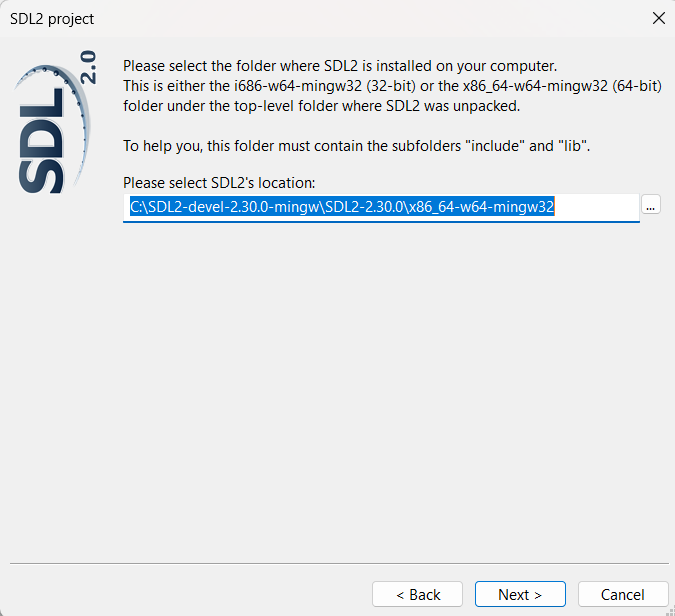 SDL2 project
SDL 2.0
Please select the folder where SDL2 is installed on your computer.
This is either the i686-w64-mingw32 (32-bit) or the x86_64-w64-mingw32 (64-bit)
folder under the top-level folder where SDL2 was unpacked.
To help you, this folder must contain the subfolders "include" and "lib".
Please select SDL2's location:
C:\SDL2-devel-2.30.0-mingw\SDL2-2.30.0\x86_64-w64-mingw32
...
< Back
Next >
Cancel